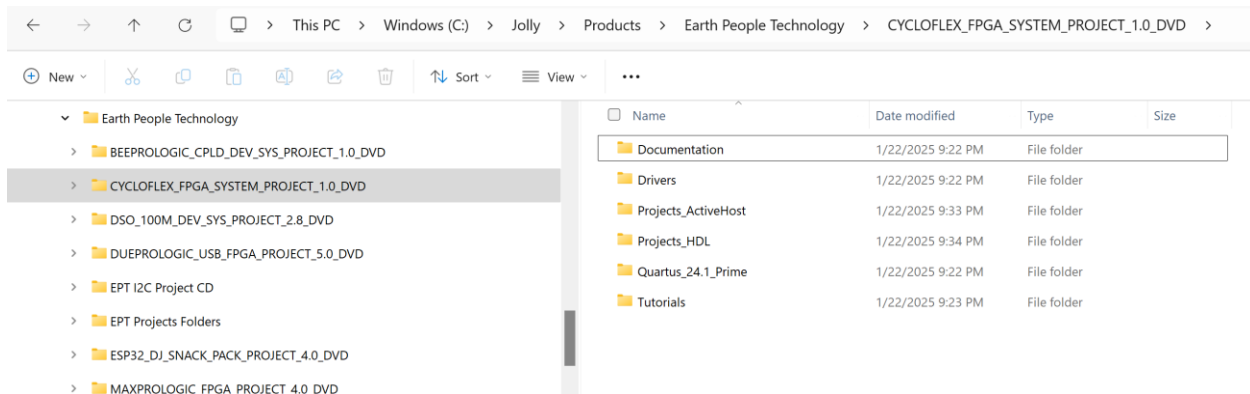 This PC > Windows (C:) > Jolly > Products > Earth People Technology > CYCLOFLEX_FPGA_SYSTEM_PROJECT_1.0_DVD >
New Sort View
Earth People Technology
BEEPROLOGIC_CPLD_DEV_SYS_PROJECT_1.0_DVD
CYCLOFLEX_FPGA_SYSTEM_PROJECT_1.0_DVD
DSO_100M_DEV_SYS_PROJECT_2.8_DVD
DUEPROLOGIC_USB_FPGA_PROJECT_5.0_DVD
EPT I2C Project CD
EPT Projects Folders
ESP32_DJ_SNACK_PACK_PROJECT_4.0_DVD
MAXPROLOGIC_FPGA_PROJECT_4.0_DVD
Name Date modified Type Size
Documentation 1/22/2025 9:22 PM File folder
Drivers 1/22/2025 9:22 PM File folder
Projects_ActiveHost 1/22/2025 9:33 PM File folder
Projects_HDL 1/22/2025 9:34 PM File folder
Quartus_24.1_Prime 1/22/2025 9:22 PM File folder
Tutorials 1/22/2025 9:23 PM File folder